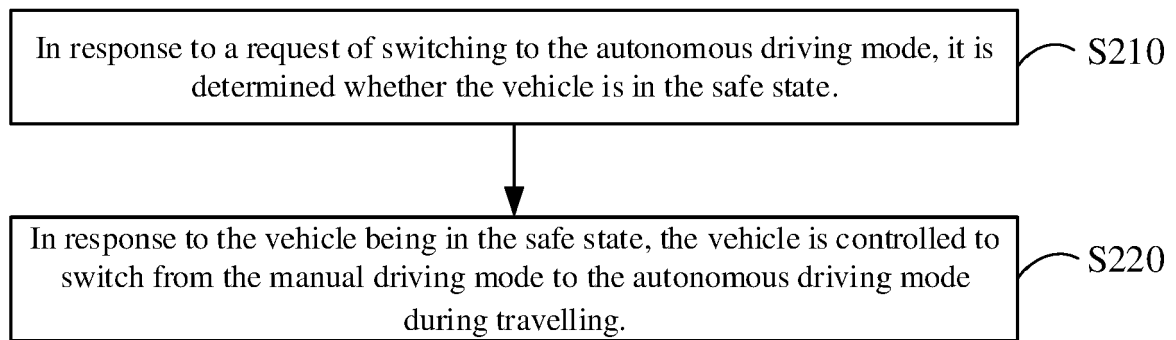 In response to a request of switching to the autonomous driving mode, it is
determined whether the vehicle is in the safe state.
S210
In response to the vehicle being in the safe state, the vehicle is controlled to
switch from the manual driving mode to the autonomous driving mode
during travelling.
S220